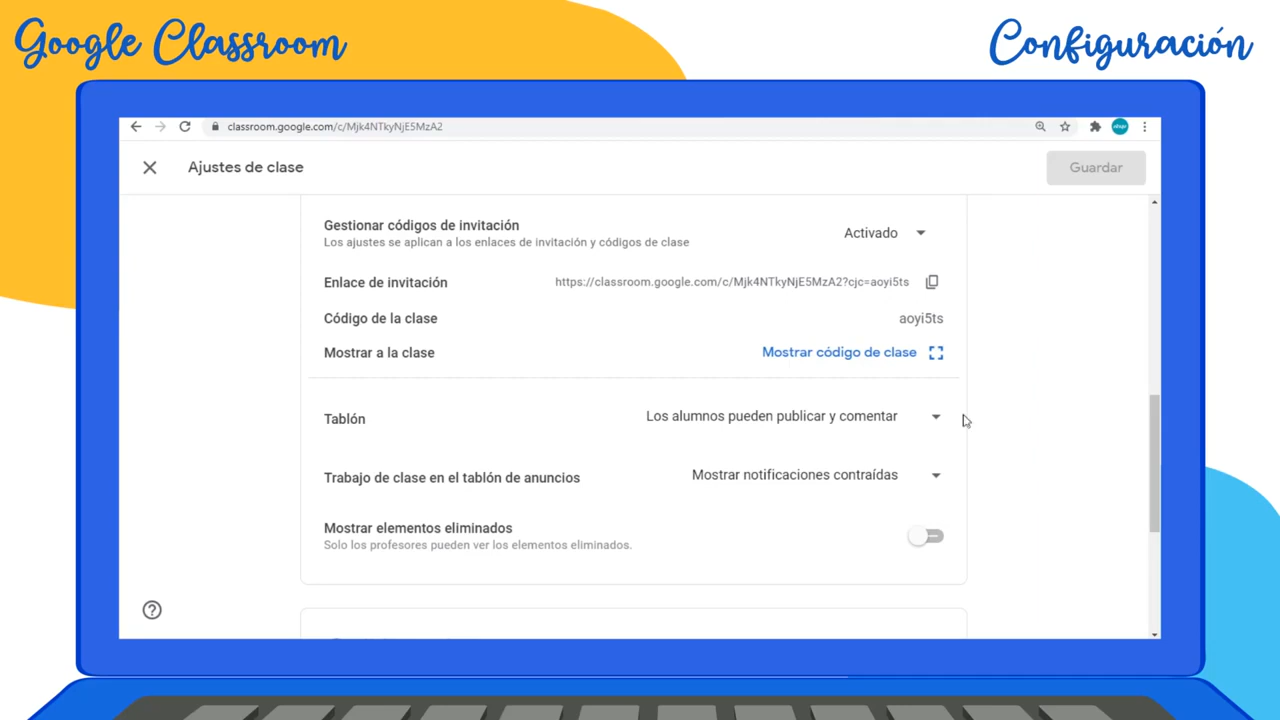 Google Classroom
Configuración
classroom.google.com/c/Mjk4NTkyNjE5MzA2
Ajustes de clase
Guardar
Gestionar códigos de invitación
Los ajustes se aplican a los enlaces de invitación y códigos de clase
Activado
Enlace de invitación
https://classroom.google.com/c/Mjk4NTkyNjE5MzA2?cjc=aoyi5ts
Código de la clase
aoyi5ts
Mostrar a la clase
Mostrar código de clase
Tablón
Los alumnos pueden publicar y comentar
Trabajo de clase en el tablón de anuncios
Mostrar notificaciones contraídas
Mostrar elementos eliminados
Solo los profesores pueden ver los elementos eliminados.